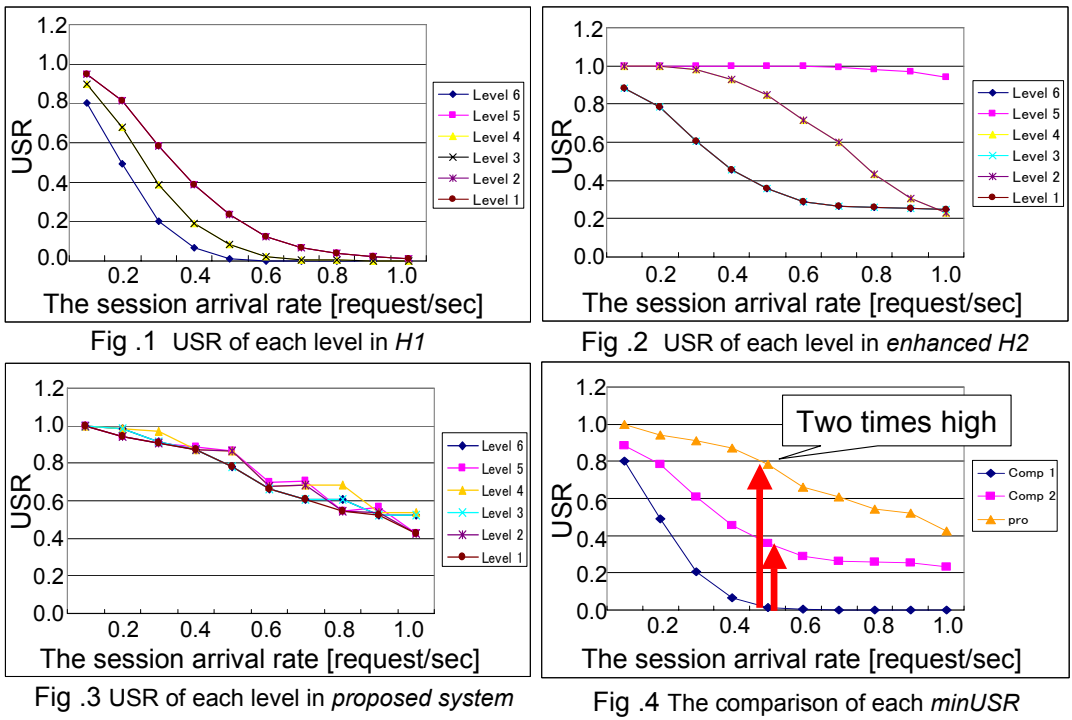 1.2
1.0
0.8
0.6
0.4
0.2
0.0
USR
0.2 0.4 0.6 0.8 1.0
The session arrival rate [request/sec]
Level 6
Level 5
Level 4
Level 3
Level 2
Level 1
Fig .1 USR of each level in H1
1.2
1.0
0.8
0.6
0.4
0.2
0.0
USR
0.2 0.4 0.6 0.8 1.0
The session arrival rate [request/sec]
Level 6
Level 5
Level 4
Level 3
Level 2
Level 1
Fig .2 USR of each level in enhanced H2
1.2
1.0
0.8
0.6
0.4
0.2
0.0
USR
0.2 0.4 0.6 0.8 1.0
The session arrival rate [request/sec]
Level 6
Level 5
Level 4
Level 3
Level 2
Level 1
Fig .3 USR of each level in proposed system
1.2
1.0
0.8
0.6
0.4
0.2
0.0
USR
Two times high
0.2 0.4 0.6 0.8 1.0
The session arrival rate [request/sec]
Comp 1
Comp 2
pro
Fig .4 The comparison of each minUSR